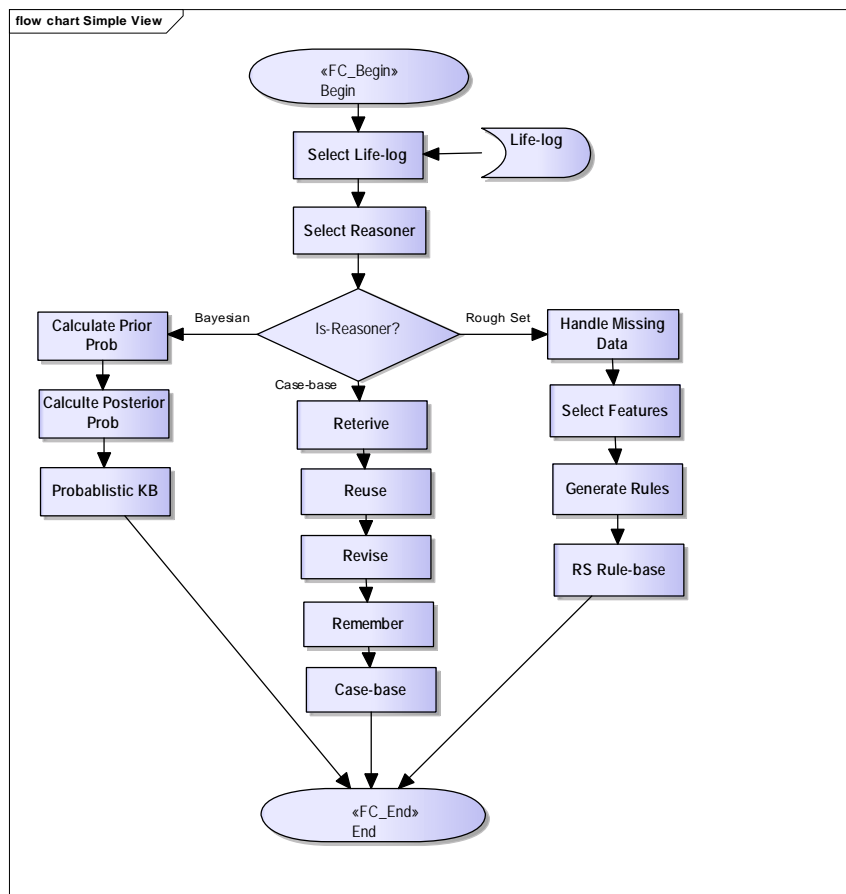 flow chart Simple View
«FC_Begin»
Begin
Select Life-log
Life-log
Select Reasoner
Is-Reasoner?
Bayesian
Rough Set
Case-base
Calculate Prior
Prob
Calculte Posterior
Prob
Probablistic KB
Reterive
Reuse
Revise
Remember
Case-base
Handle Missing
Data
Select Features
Generate Rules
RS Rule-base
«FC_End»
End